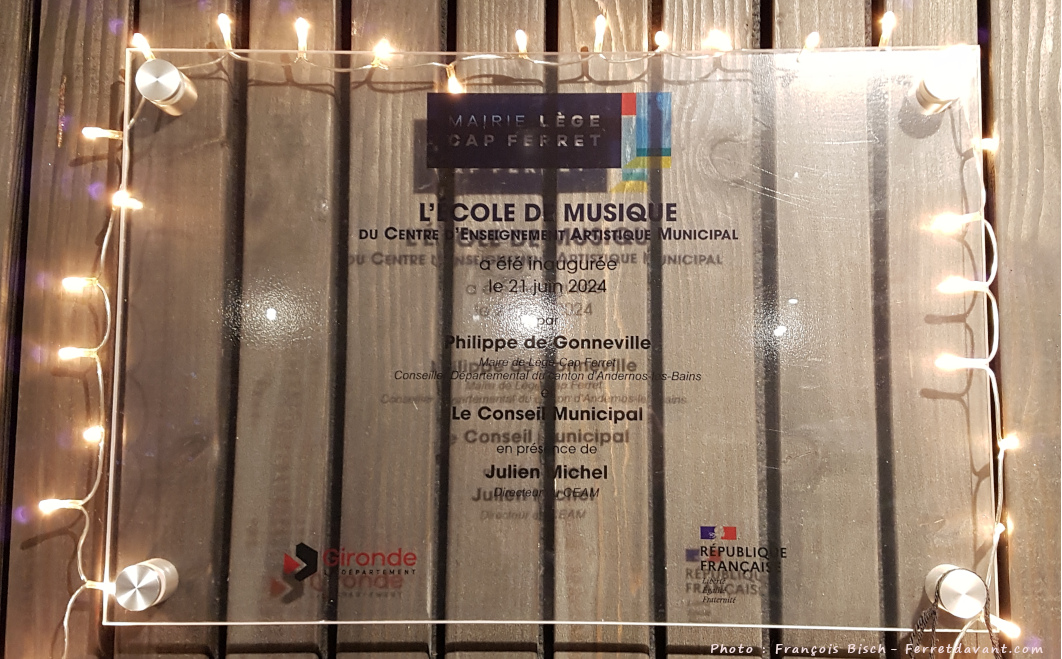 MAIRIE LÈGE
CAP FERRET
L'ÉCOLE DE MUSIQUE
DU CENTRE D'ENSEIGNEMENT ARTISTIQUE MUNICIPAL
a été inaugurée
le 21 juin 2024
par
Philippe de Gonneville
Maire de Lège-Cap Ferret
Conseiller Départemental du canton d'Andernos-les-Bains
et
Le Conseil Municipal
en présence de
Julien Michel
Directeur du CEAM
Gironde
LE DÉPARTEMENT
RÉPUBLIQUE
FRANÇAISE
Liberté
Égalité
Fraternité
Photo : François Bisch - Ferretdavant.com